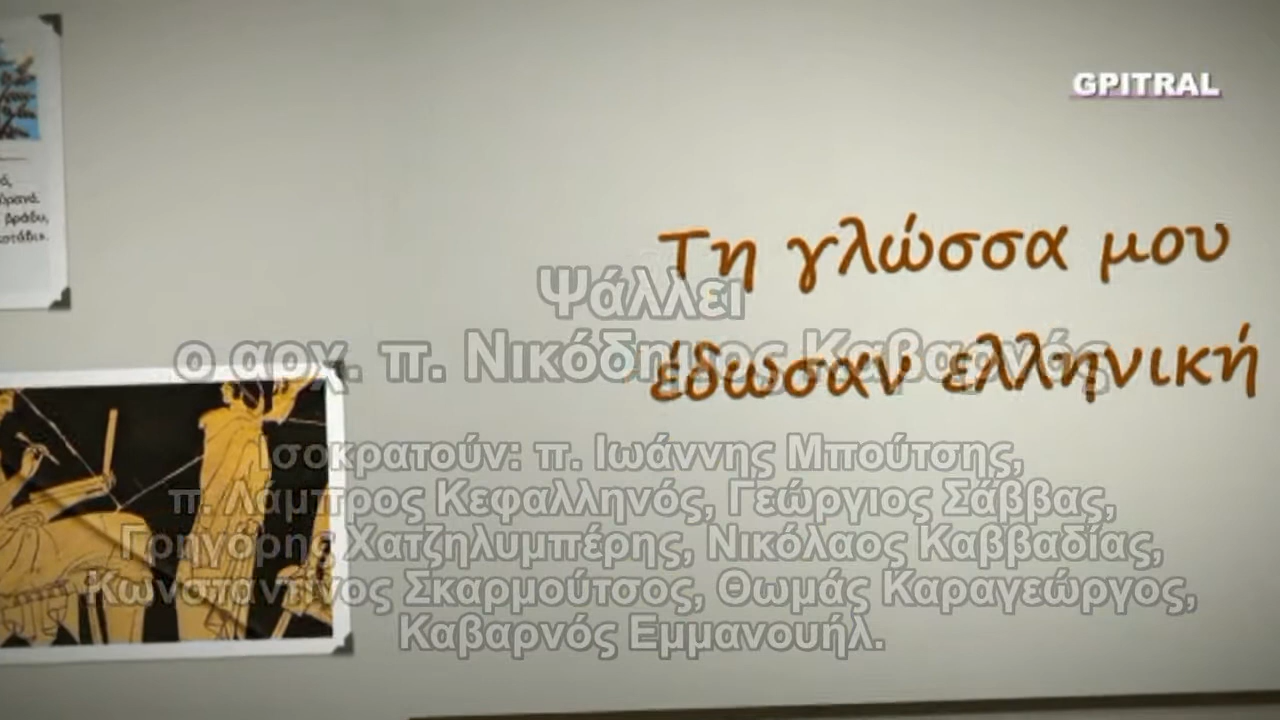 GPITRAL
Τη γλώσσα μου
έδωσαν ελληνική
Ψάλλει
ο αρχ. π. Νικόδημος Καβαρνός
Ισοκρατούν: π. Ιωάννης Μπούτσης,
π. Λάμπρος Κεφαλληνός, Γεώργιος Σάββας,
Γρηγόρης Χατζηλυμπέρης, Νικόλαος Καββαδίας,
Κωνσταντίνος Σκαρμούτσος, Θωμάς Καραγεώργος,
Καβαρνός Εμμανουήλ.
βράδυ,